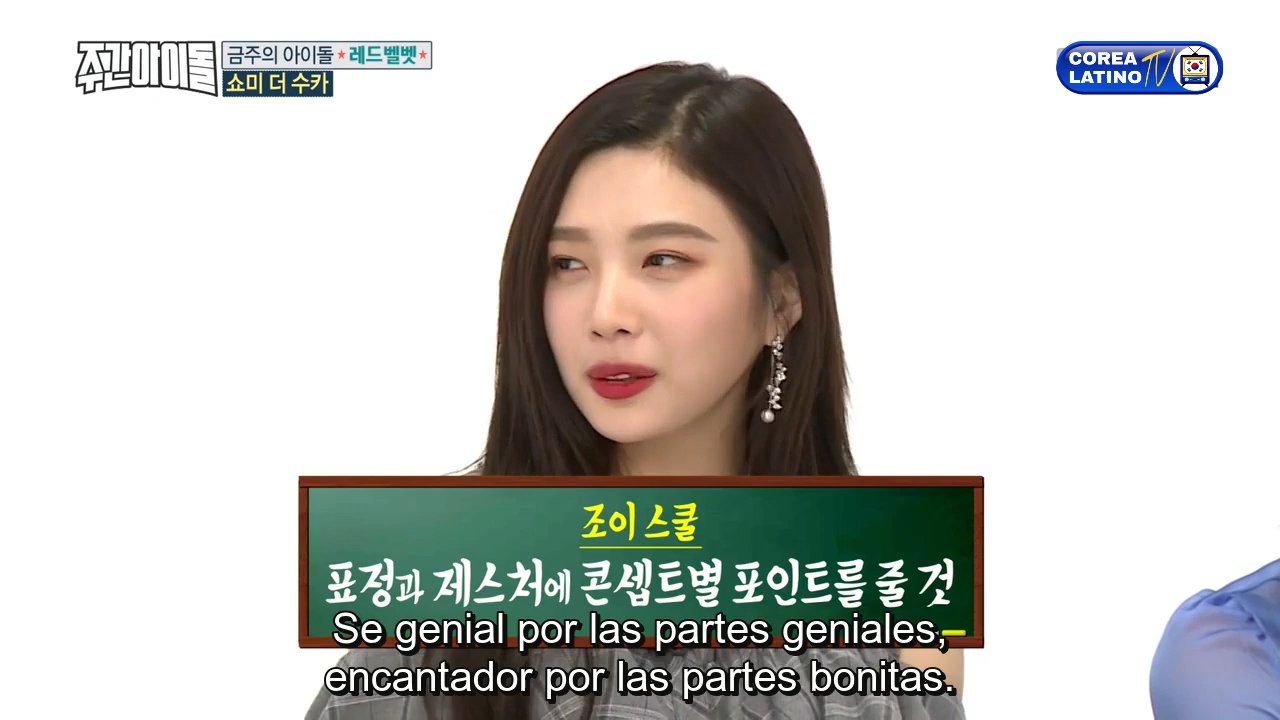 주간아이돌
금주의 아이돌 ★레드벨벳★
쇼미 더 수카
COREA
LATINO TV
조이 스쿨
표정과 제스처에 콘셉트별 포인트를 줄 것
Se genial por las partes geniales,
encantador por las partes bonitas.